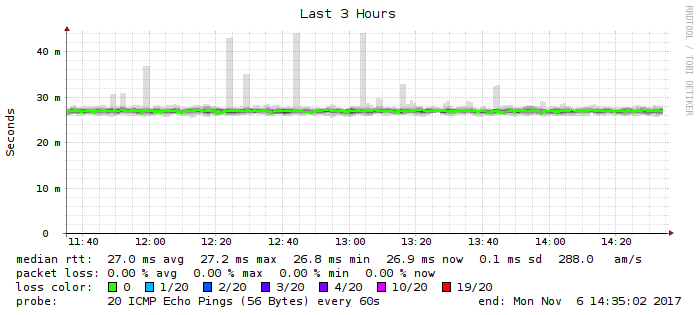 Last 3 Hours
RRDTOOL / TOBI OETIKER
Seconds
40 m
30 m
20 m
10 m
0
11:40 12:00 12:20 12:40 13:00 13:20 13:40 14:00 14:20
median rtt: 27.0 ms avg 27.2 ms max 26.8 ms min 26.9 ms now 0.1 ms sd 288.0 am/s
packet loss: 0.00 % avg 0.00 % max 0.00 % min 0.00 % now
loss color: 0 1/20 2/20 3/20 4/20 10/20 19/20
probe: 20 ICMP Echo Pings (56 Bytes) every 60s end: Mon Nov 6 14:35:02 2017